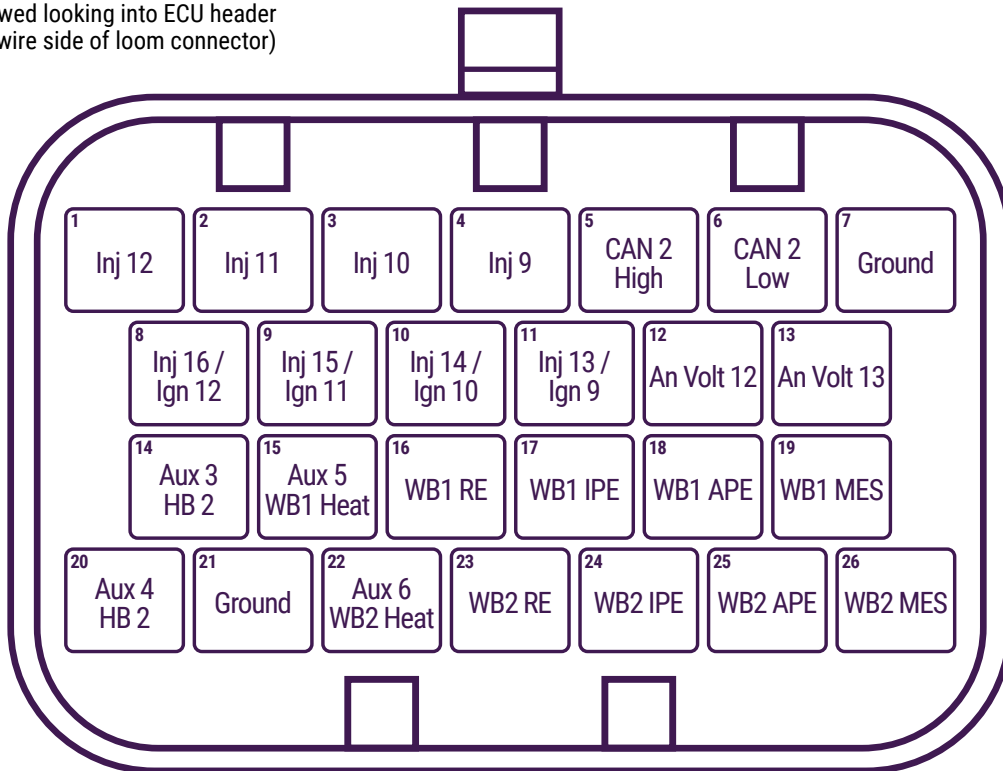 wed looking into ECU header
wire side of loom connector)
1
Inj 12
2
Inj 11
3
Inj 10
4
Inj 9
5
CAN 2
High
6
CAN 2
Low
7
Ground
8
Inj 16 /
Ign 12
9
Inj 15 /
Ign 11
10
Inj 14 /
Ign 10
11
Inj 13 /
Ign 9
12
An Volt 12
13
An Volt 13
14
Aux 3
HB 2
15
Aux 5
WB1 Heat
16
WB1 RE
17
WB1 IPE
18
WB1 APE
19
WB1 MES
20
Aux 4
HB 2
21
Ground
22
Aux 6
WB2 Heat
23
WB2 RE
24
WB2 IPE
25
WB2 APE
26
WB2 MES